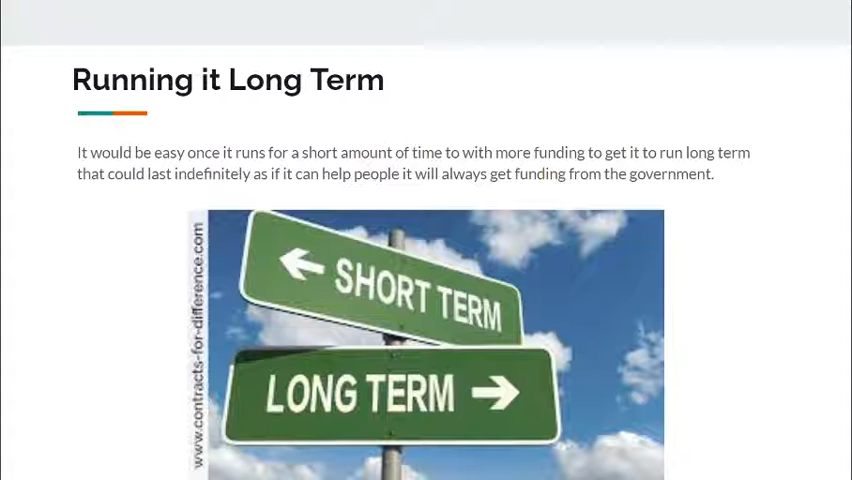 Running it Long Term
It would be easy once it runs for a short amount of time to with more funding to get it to run long term
that could last indefinitely as if it can help people it will always get funding from the government.
www.contracts-for-difference.com
SHORT TERM
LONG TERM